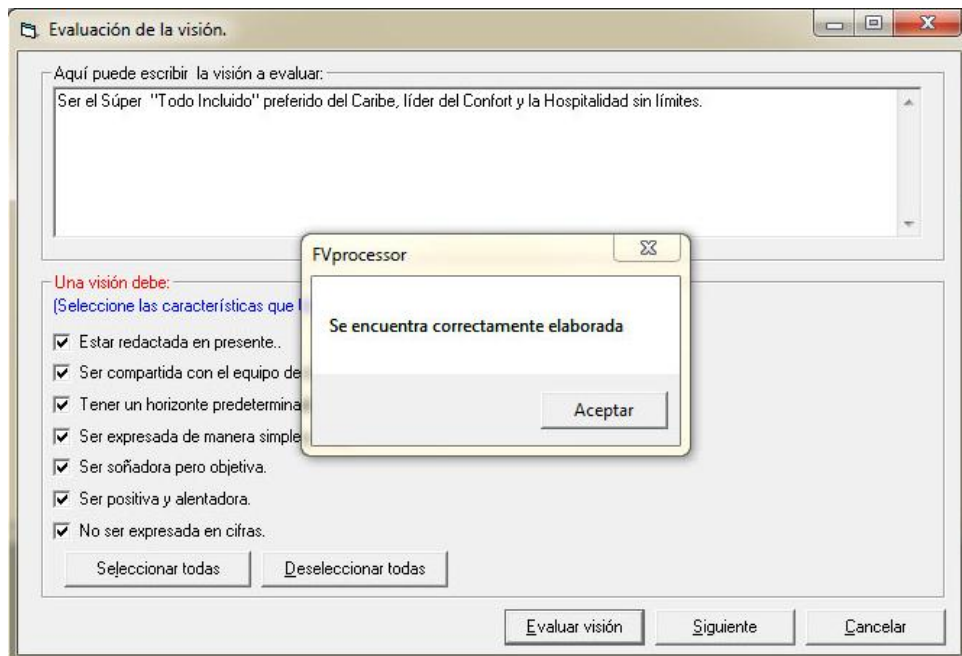 Evaluación de la visión.
Aquí puede escribir la visión a evaluar:
Ser el Súper "Todo Incluido" preferido del Caribe, líder del Confort y la Hospitalidad sin límites.
FVprocessor
Se encuentra correctamente elaborada
Aceptar
Una visión debe:
(Seleccione las características que
Estar redactada en presente..
Ser compartida con el equipo de
Tener un horizonte
Ser expresada de manera simple
Ser soñadora pero objetiva.
Ser positiva y alentadora.
No ser expresada en cifras.
Seleccionar todas
Deseleccionar todas
Evaluar visión
Siguiente
Cancelar